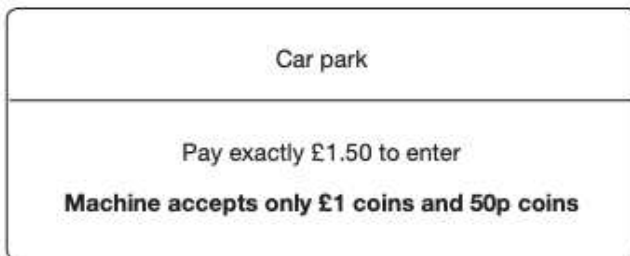 Car park
Pay exactly £1.50 to enter
Machine accepts only £1 coins and 50p coins